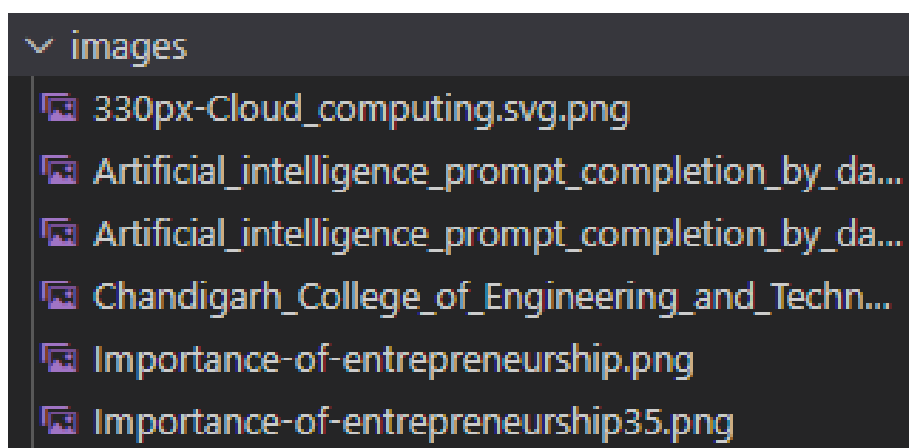 images
330px-Cloud_computing.svg.png
Artificial_intelligence_prompt_completion_by_da...
Artificial_intelligence_prompt_completion_by_da...
Chandigarh_College_of_Engineering_and_Techn...
Importance-of-entrepreneurship.png
Importance-of-entrepreneurship35.png